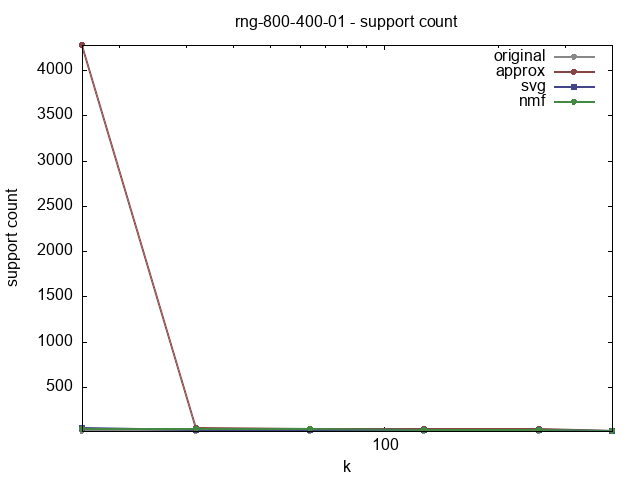 rng-800-400-01 - support count
original
approx
svg
nmf
4000
3500
3000
2500
2000
1500
1000
500
support count
100
k